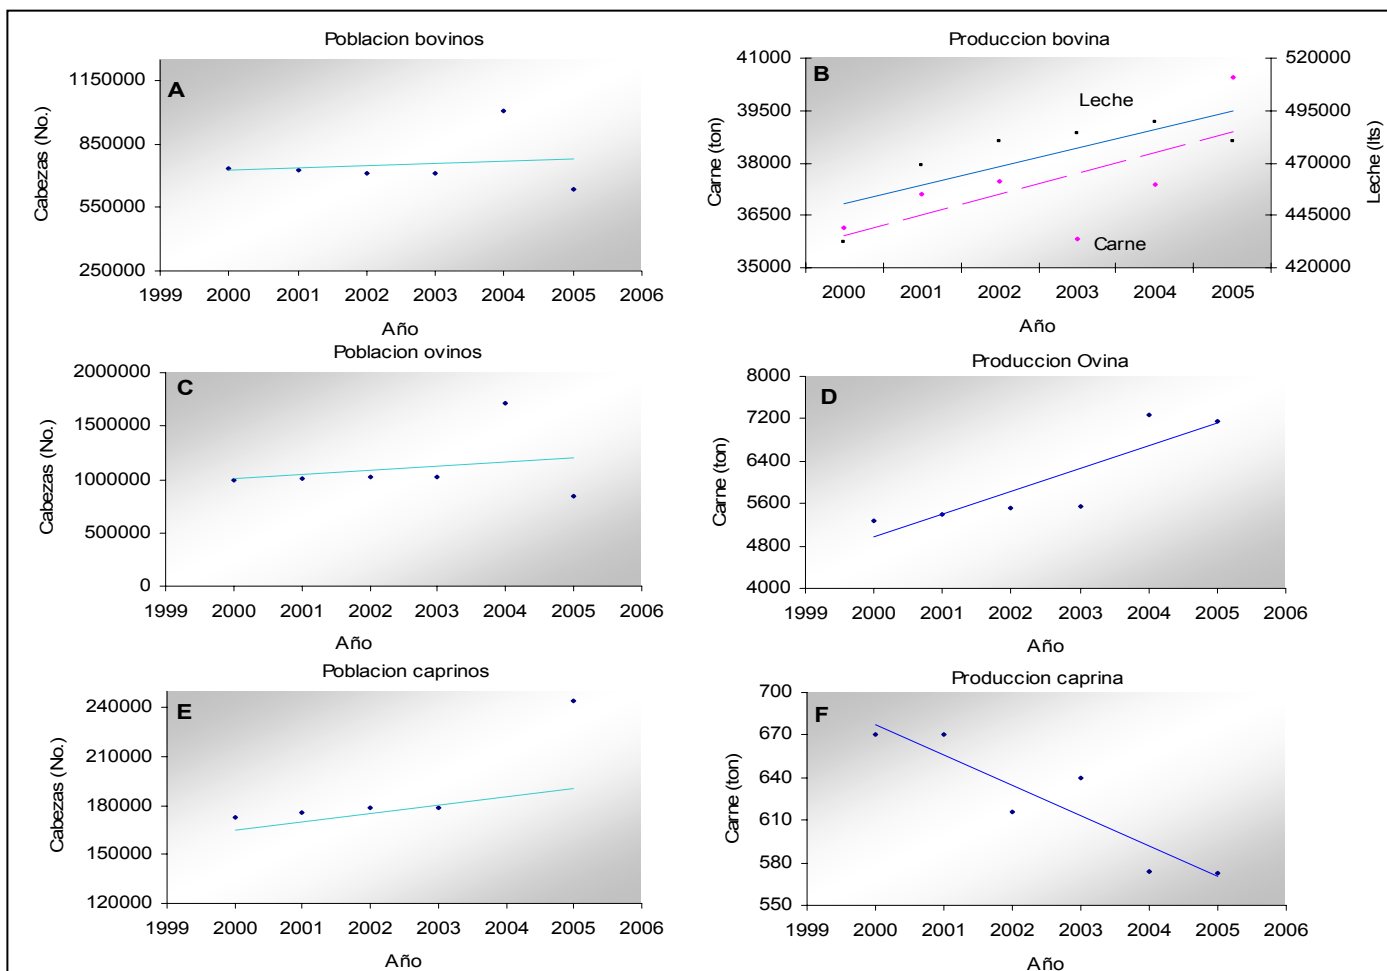 Poblacion bovinos
A
Cabezas (No.)
1150000
850000
550000
250000
1999 2000 2001 2002 2003 2004 2005 2006
Año
Produccion bovina
B
Carne (ton)
41000
39500
38000
36500
35000
Leche
Carne
520000
495000
470000
445000
420000
Leche (lts)
2000 2001 2002 2003 2004 2005
Año
Poblacion ovinos
C
Cabezas (No.)
2000000
1500000
1000000
500000
0
1999 2000 2001 2002 2003 2004 2005 2006
Año
Produccion Ovina
D
Carne (ton)
8000
7200
6400
5600
4800
4000
1999 2000 2001 2002 2003 2004 2005 2006
Año
Poblacion caprinos
E
Cabezas (No.)
240000
210000
180000
150000
120000
1999 2000 2001 2002 2003 2004 2005 2006
Año
Produccion caprina
F
Carne (ton)
700
670
640
610
580
550
1999 2000 2001 2002 2003 2004 2005 2006
Año